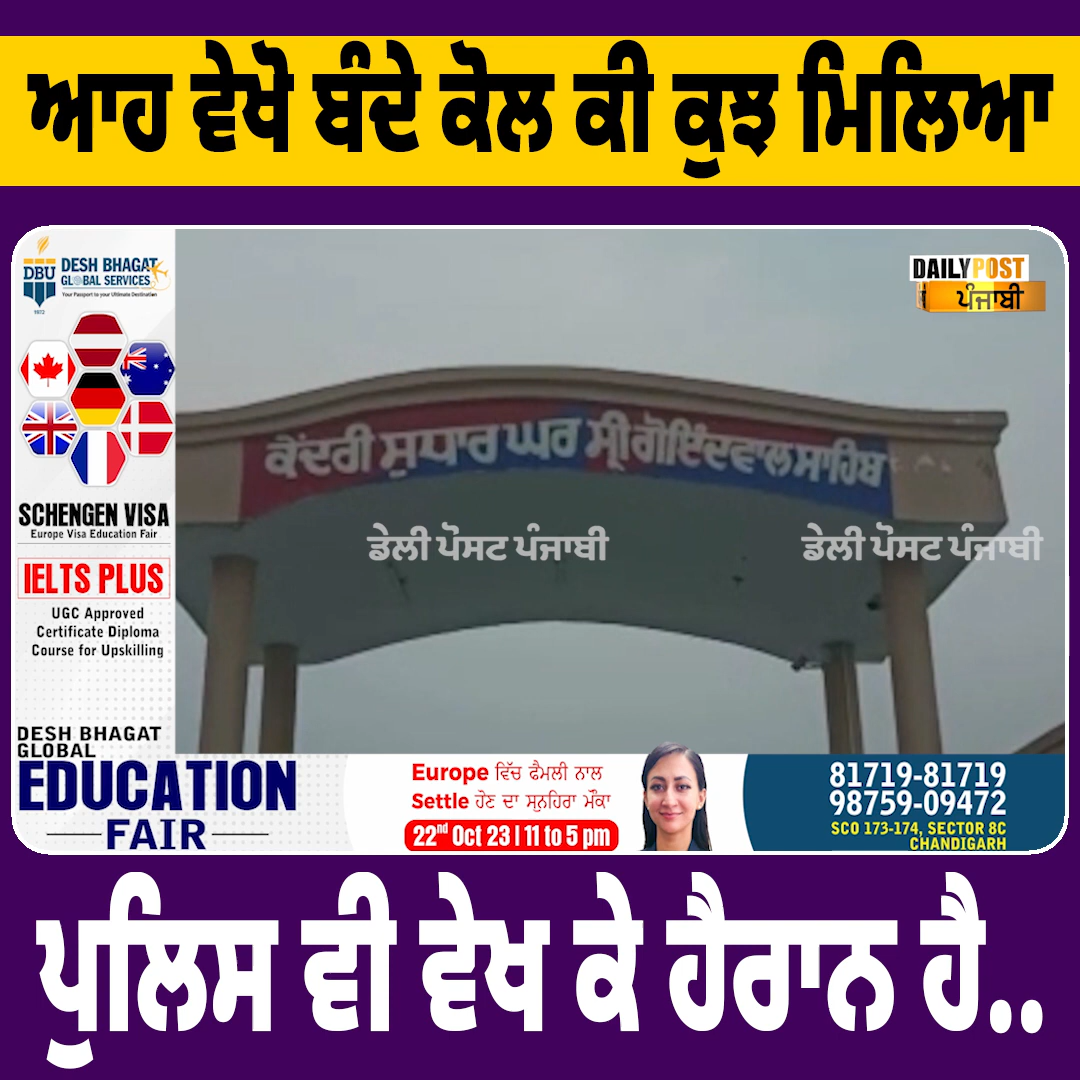 ਆਹ ਵੇਖੋ ਬੰਦੇ ਕੋਲ ਕੀ ਕੁਝ ਮਿਲਿਆ
DBU
1972
DESH BHAGAT
GLOBAL SERVICES
Your Passport to your Ultimate Destination
DAILYPOST
ਪੰਜਾਬੀ
ਕੇਂਦਰੀ ਸੁਧਾਰ ਘਰ ਸ੍ਰੀ ਗੋਇੰਦਵਾਲ ਸਾਹਿਬ
ਡੇਲੀ ਪੋਸਟ ਪੰਜਾਬੀ
ਡੇਲੀ ਪੋਸਟ ਪੰਜਾਬੀ
SCHENGEN VISA
Europe Visa Education Fair
IELTS PLUS
UGC Approved
Certificate Diploma
Course for Upskilling
DESH BHAGAT
GLOBAL
EDUCATION
FAIR
Europe ਵਿੱਚ ਫੈਮਲੀ ਨਾਲ
Settle ਹੋਣ ਦਾ ਸੁਨਹਿਰਾ ਮੌਕਾ
22nd Oct 23 | 11 to 5 pm
81719-81719
98759-09472
SCO 173-174, SECTOR 8C
CHANDIGARH
ਪੁਲਿਸ ਵੀ ਵੇਖ ਕੇ ਹੈਰਾਨ ਹੈ..